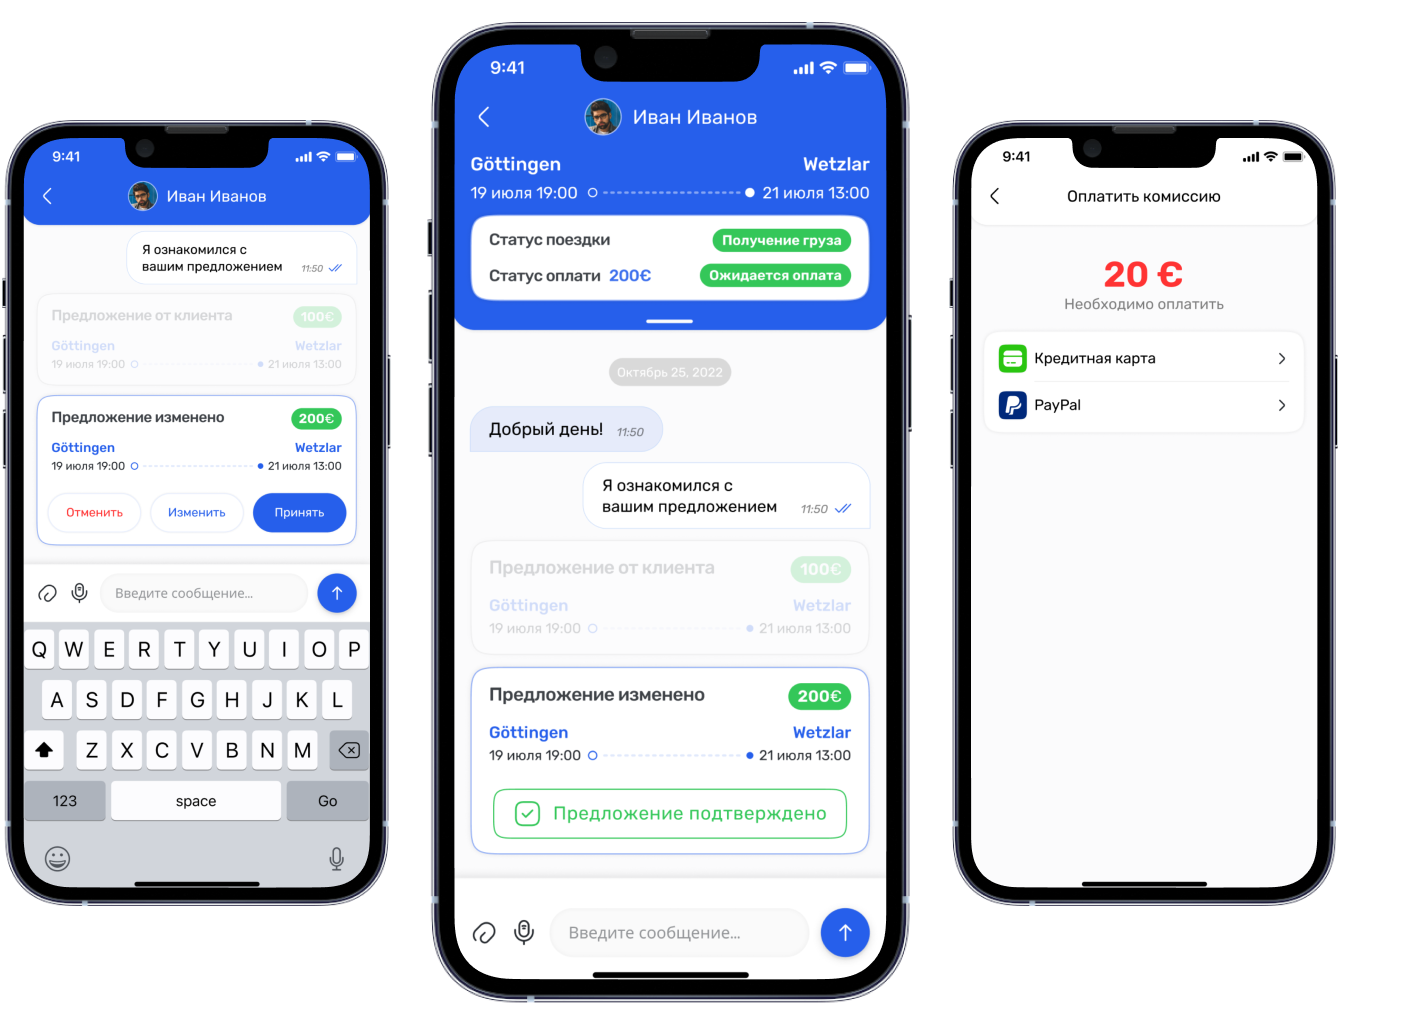 9:41
Иван Иванов
Я ознакомился с
вашим предложением 11:50
Предложение от клиента 100€
Göttingen Wetzlar
19 июля 19:00 21 июля 13:00
Предложение изменено 200€
Göttingen Wetzlar
19 июля 19:00 21 июля 13:00
Отменить Изменить Принять
Введите сообщение...
Q W E R T Y U I O P
A S D F G H J K L
Z X C V B N M
123 space Go
9:41
Иван Иванов
Göttingen Wetzlar
19 июля 19:00 21 июля 13:00
Статус поездки Получение груза
Статус оплати 200€ Ожидается оплата
Октябрь 25, 2022
Добрый день! 11:50
Я ознакомился с
вашим предложением 11:50
Предложение от клиента 100€
Göttingen Wetzlar
19 июля 19:00 21 июля 13:00
Предложение изменено 200€
Göttingen Wetzlar
19 июля 19:00 21 июля 13:00
Предложение подтверждено
Введите сообщение...
9:41
Оплатить комиссию
20 €
Необходимо оплатить
Кредитная карта
PayPal